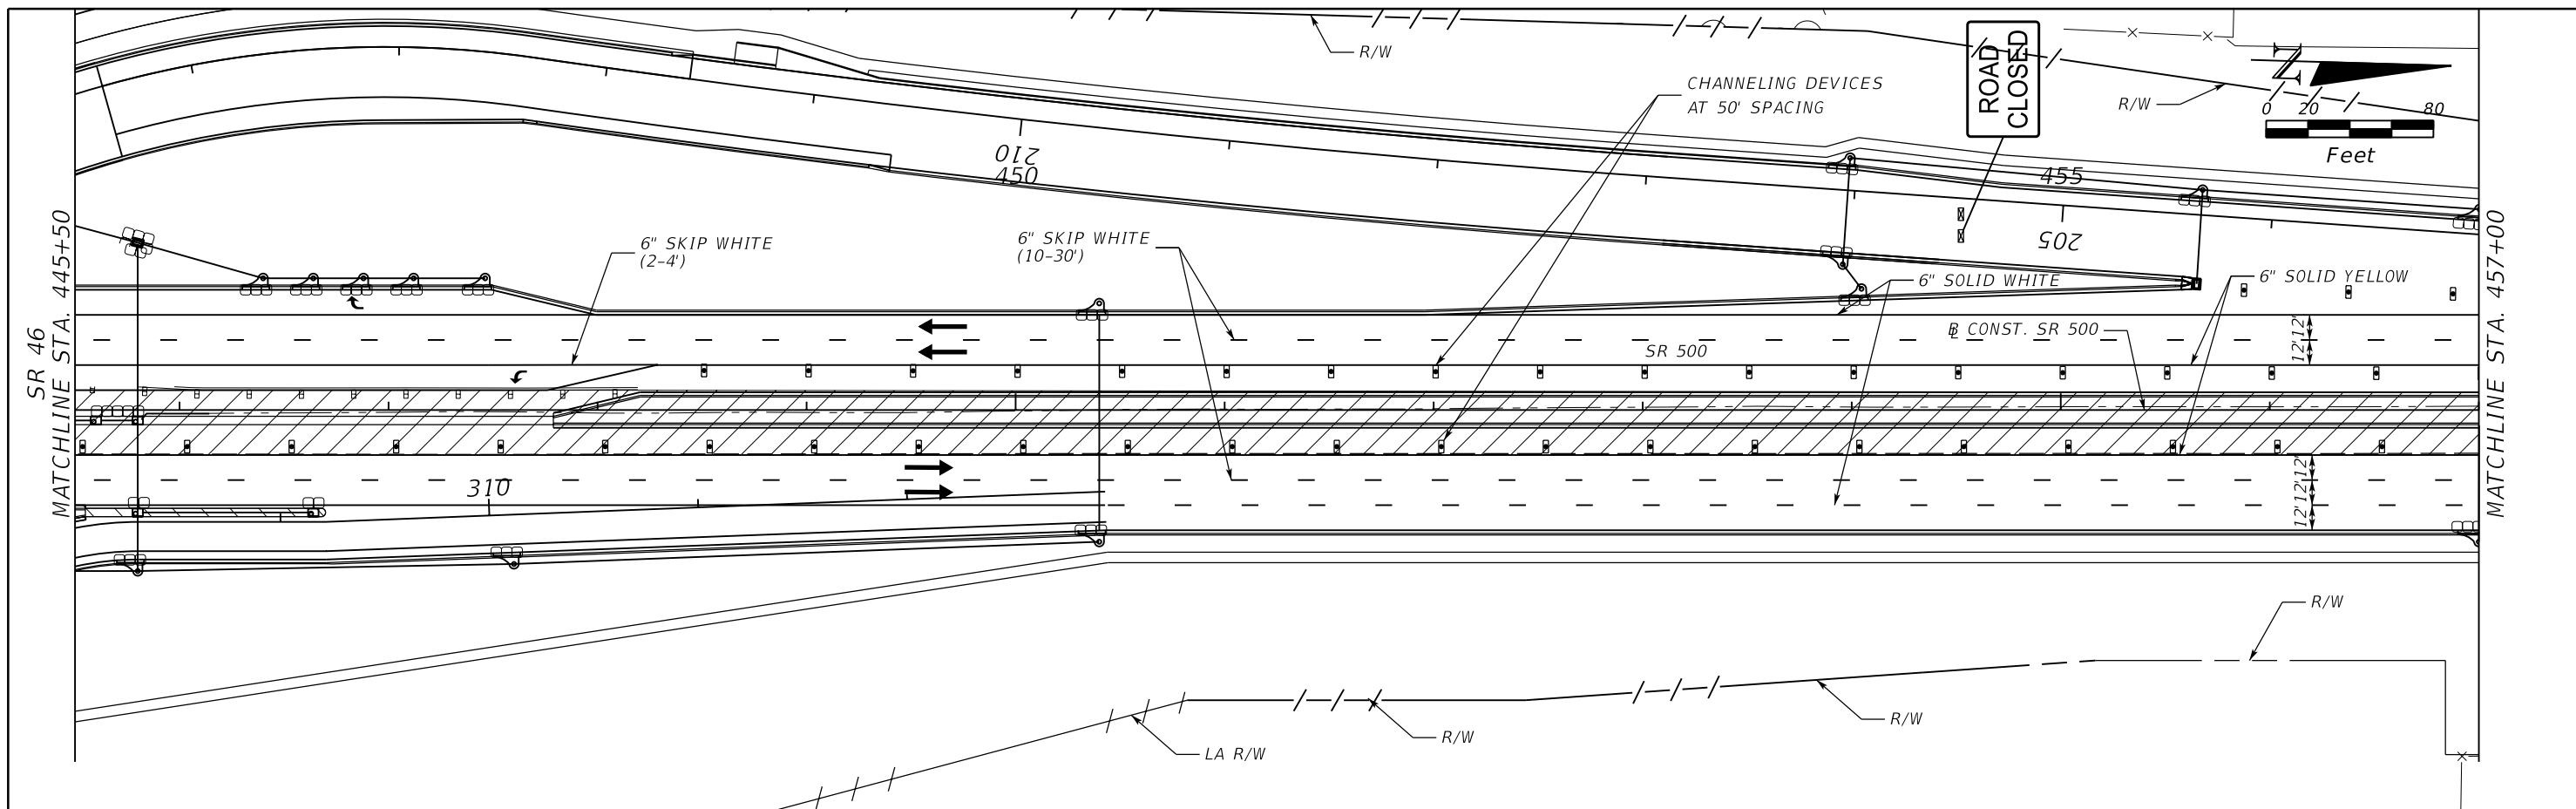 R/W
CHANNELING DEVICES
AT 50' SPACING
ROAD
CLOSED
R/W
N
0 20 80
Feet
210
450
455
205
6" SKIP WHITE
(2-4')
6" SKIP WHITE
(10-30')
6" SOLID WHITE
6" SOLID YELLOW
BL CONST. SR 500
SR 500
12' 12'
SR 46
MATCHLINE STA. 445+50
MATCHLINE STA. 457+00
310
12' 12' 12'
R/W
R/W
R/W
LA R/W